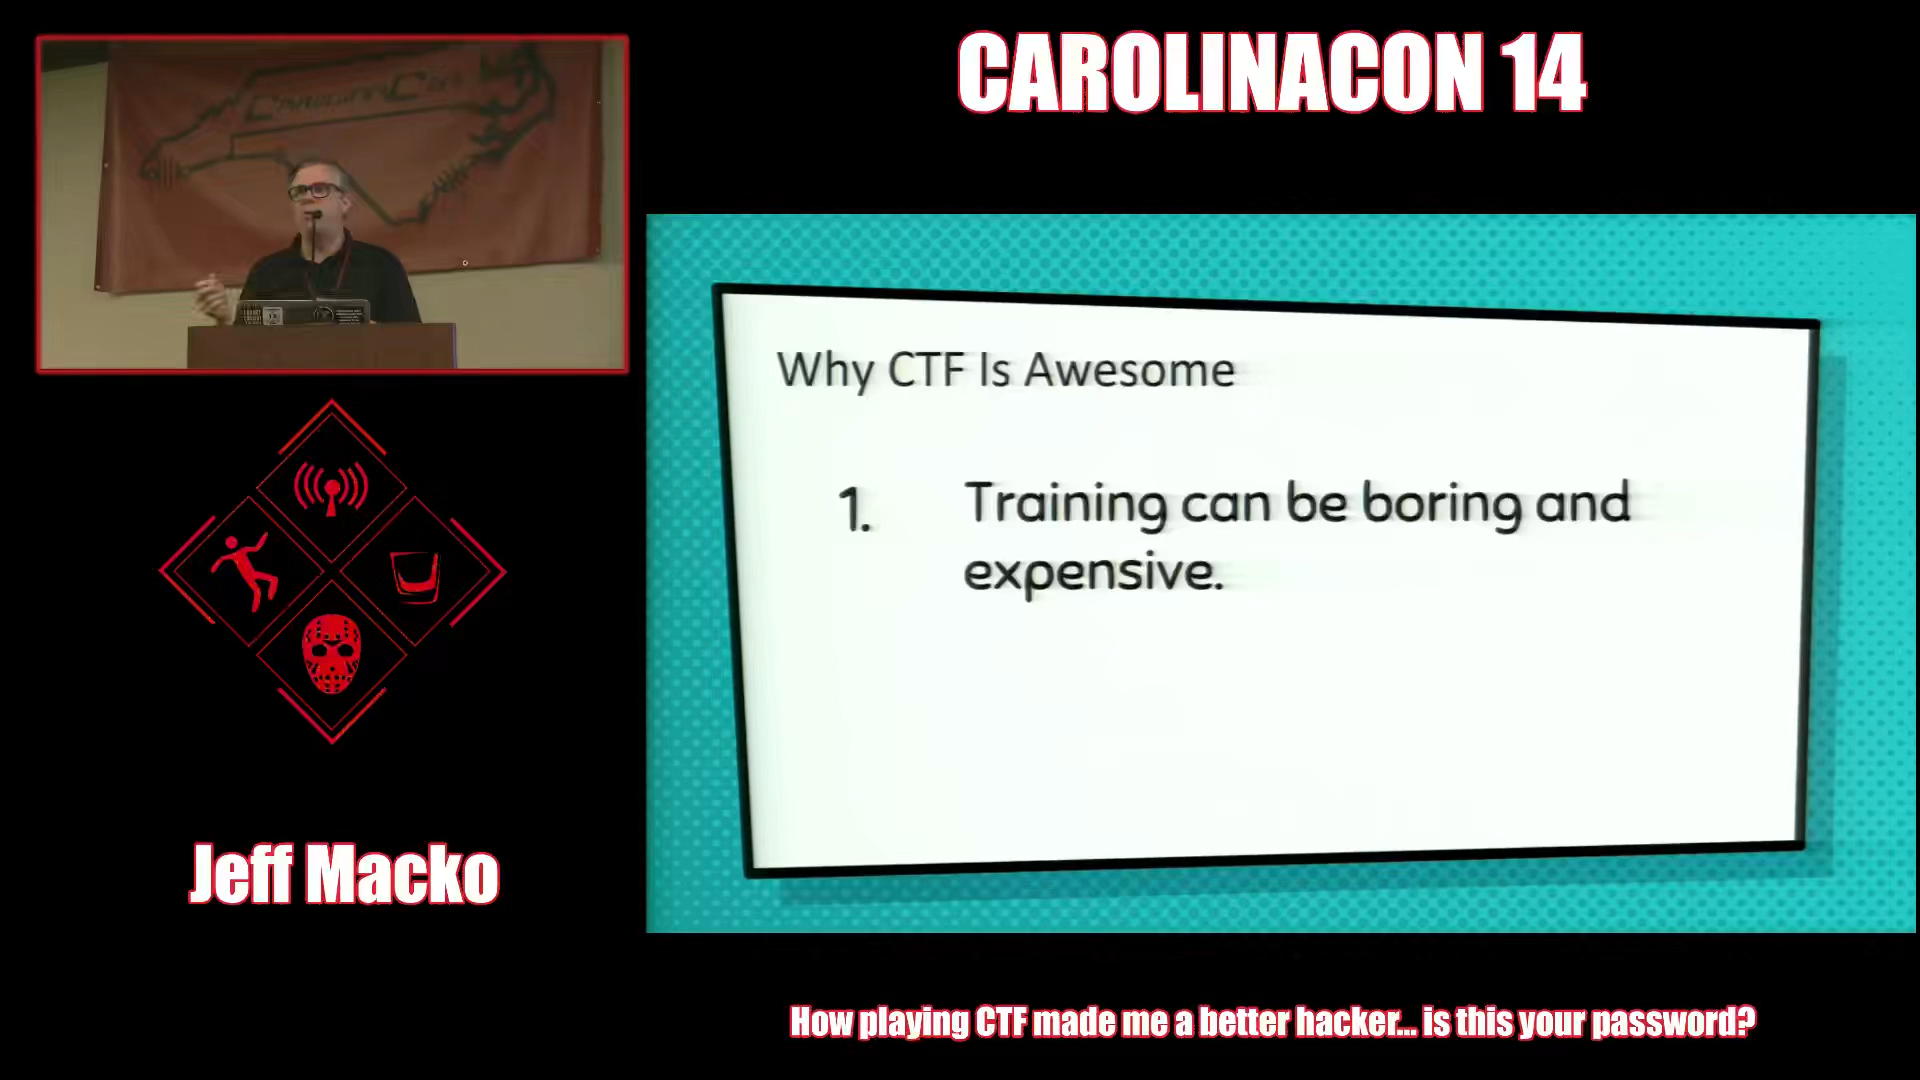 CAROLINACON 14
CAROLINACON
Why CTF Is Awesome
1. Training can be boring and
expensive.
Jeff Macko
How playing CTF made me a better hacker... is this your password?